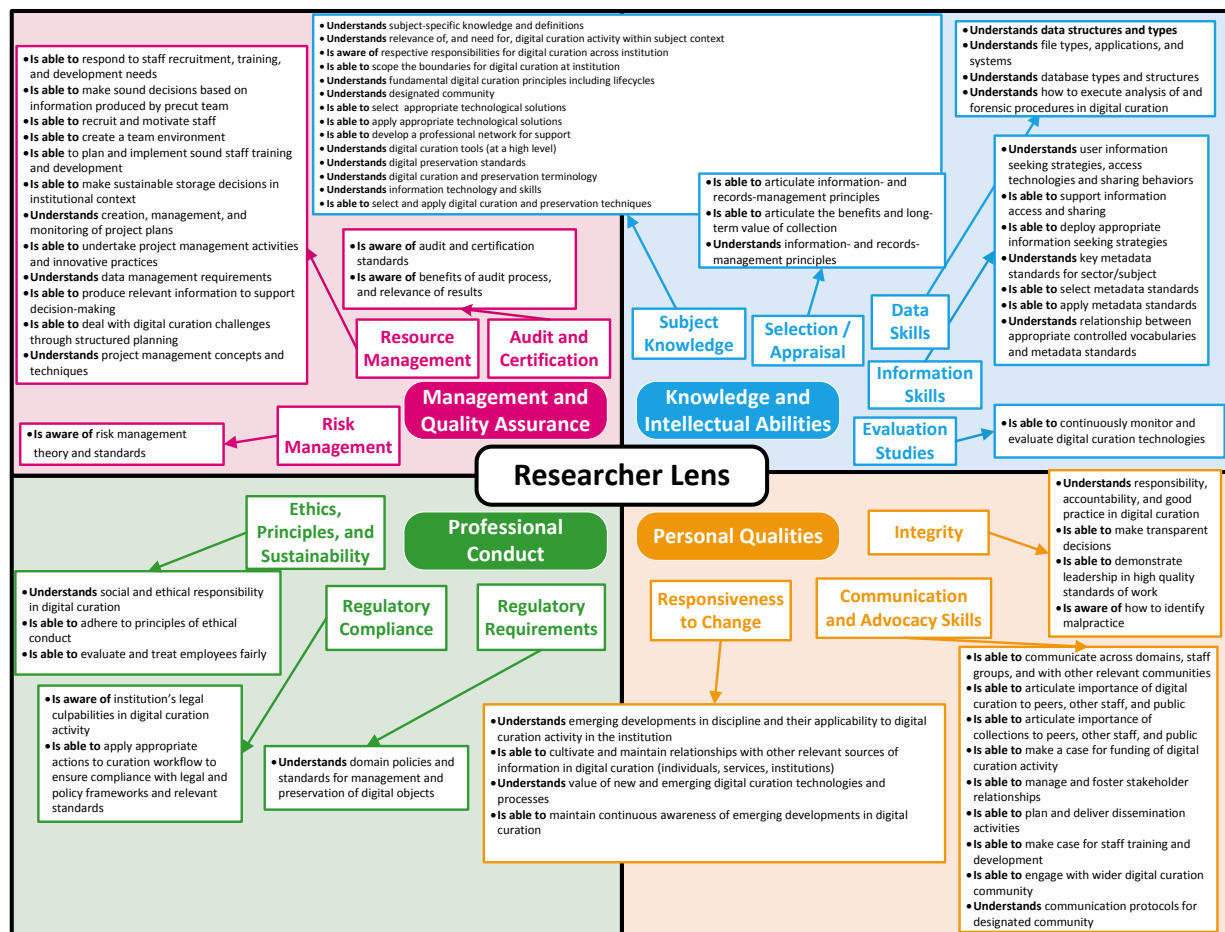 • Is able to respond to staff recruitment, training,
and development needs
• Is able to make sound decisions based on
information produced by precut team
• Is able to recruit and motivate staff
• Is able to create a team environment
• Is able to plan and implement sound staff training
and development
• Is able to make sustainable storage decisions in
institutional context
• Understands creation, management, and
monitoring of project plans
• Is able to undertake project management activities
and innovative practices
• Understands data management requirements
• Is able to produce relevant information to support
decision-making
• Is able to deal with digital curation challenges
through structured planning
• Understands project management concepts and
techniques
• Understands subject-specific knowledge and definitions
• Understands relevance of, and need for, digital curation activity within subject context
• Is aware of respective responsibilities for digital curation across institution
• Is able to scope the boundaries for digital curation at institution
• Understands fundamental digital curation principles including lifecycles
• Understands designated community
• Is able to select appropriate technological solutions
• Is able to apply appropriate technological solutions
• Is able to develop a professional network for support
• Understands digital curation tools (at a high level)
• Understands digital preservation standards
• Understands digital curation and preservation terminology
• Understands information technology and skills
• Is able to select and apply digital curation and preservation techniques
• Understands data structures and types
• Understands file types, applications, and
systems
• Understands database types and structures
• Understands how to execute analysis of and
forensic procedures in digital curation
• Understands user information
seeking strategies, access
technologies and sharing behaviors
• Is able to support information
access and sharing
• Is able to deploy appropriate
information seeking strategies
• Understands key metadata
standards for sector/subject
• Is able to select metadata standards
• Is able to apply metadata standards
• Understands relationship between
appropriate controlled vocabularies
and metadata standards
• Is able to articulate information- and
records-management principles
• Is able to articulate the benefits and long-
term value of collection
• Understands information- and records-
management principles
• Is aware of audit and certification
standards
• Is aware of benefits of audit process,
and relevance of results
Resource
Management
Audit and
Certification
Subject
Knowledge
Selection /
Appraisal
Data
Skills
Information
Skills
Management and
Quality Assurance
Knowledge and
Intellectual Abilities
Risk
Management
• Is aware of risk management
theory and standards
Evaluation
Studies
• Is able to continuously monitor and
evaluate digital curation technologies
Researcher Lens
Ethics,
Principles, and
Sustainability
Professional
Conduct
Personal Qualities
Integrity
• Understands responsibility,
accountability, and good
practice in digital curation
• Is able to make transparent
decisions
• Is able to demonstrate
leadership in high quality
standards of work
• Is aware of how to identify
malpractice
• Understands social and ethical responsibility
in digital curation
• Is able to adhere to principles of ethical
conduct
• Is able to evaluate and treat employees fairly
Regulatory
Compliance
Regulatory
Requirements
Responsiveness
to Change
Communication
and Advocacy Skills
• Is aware of institution’s legal
culpabilities in digital curation
activity
• Is able to apply appropriate
actions to curation workflow to
ensure compliance with legal and
policy frameworks and relevant
standards
• Understands domain policies and
standards for management and
preservation of digital objects
• Understands emerging developments in discipline and their applicability to digital
curation activity in the institution
• Is able to cultivate and maintain relationships with other relevant sources of
information in digital curation (individuals, services, institutions)
• Understands value of new and emerging digital curation technologies and
processes
• Is able to maintain continuous awareness of emerging developments in digital
curation
• Is able to communicate across domains, staff
groups, and with other relevant communities
• Is able to articulate importance of digital
curation to peers, other staff, and public
• Is able to articulate importance of
collections to peers, other staff, and public
• Is able to make a case for funding of digital
curation activity
• Is able to manage and foster stakeholder
relationships
• Is able to plan and deliver dissemination
activities
• Is able to make case for staff training and
development
• Is able to engage with wider digital curation
community
• Understands communication protocols for
designated community